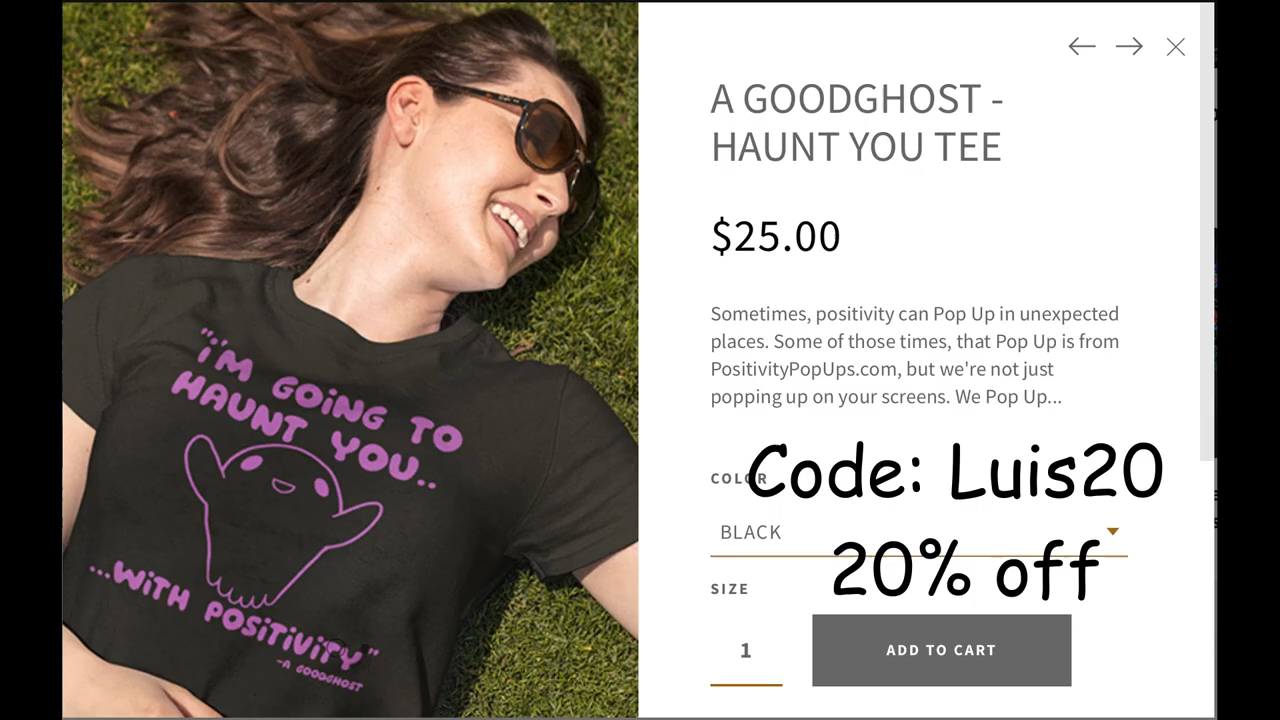 "I'M GOING TO
HAUNT YOU..
...WITH POSITIVITY"
-A GOODGHOST
A GOODGHOST -
HAUNT YOU TEE
$25.00
Sometimes, positivity can Pop Up in unexpected
places. Some of those times, that Pop Up is from
PositivityPopUps.com, but we're not just
popping up on your screens. We Pop Up...
COLOR
Code: Luis20
BLACK
20% off
SIZE
1
ADD TO CART